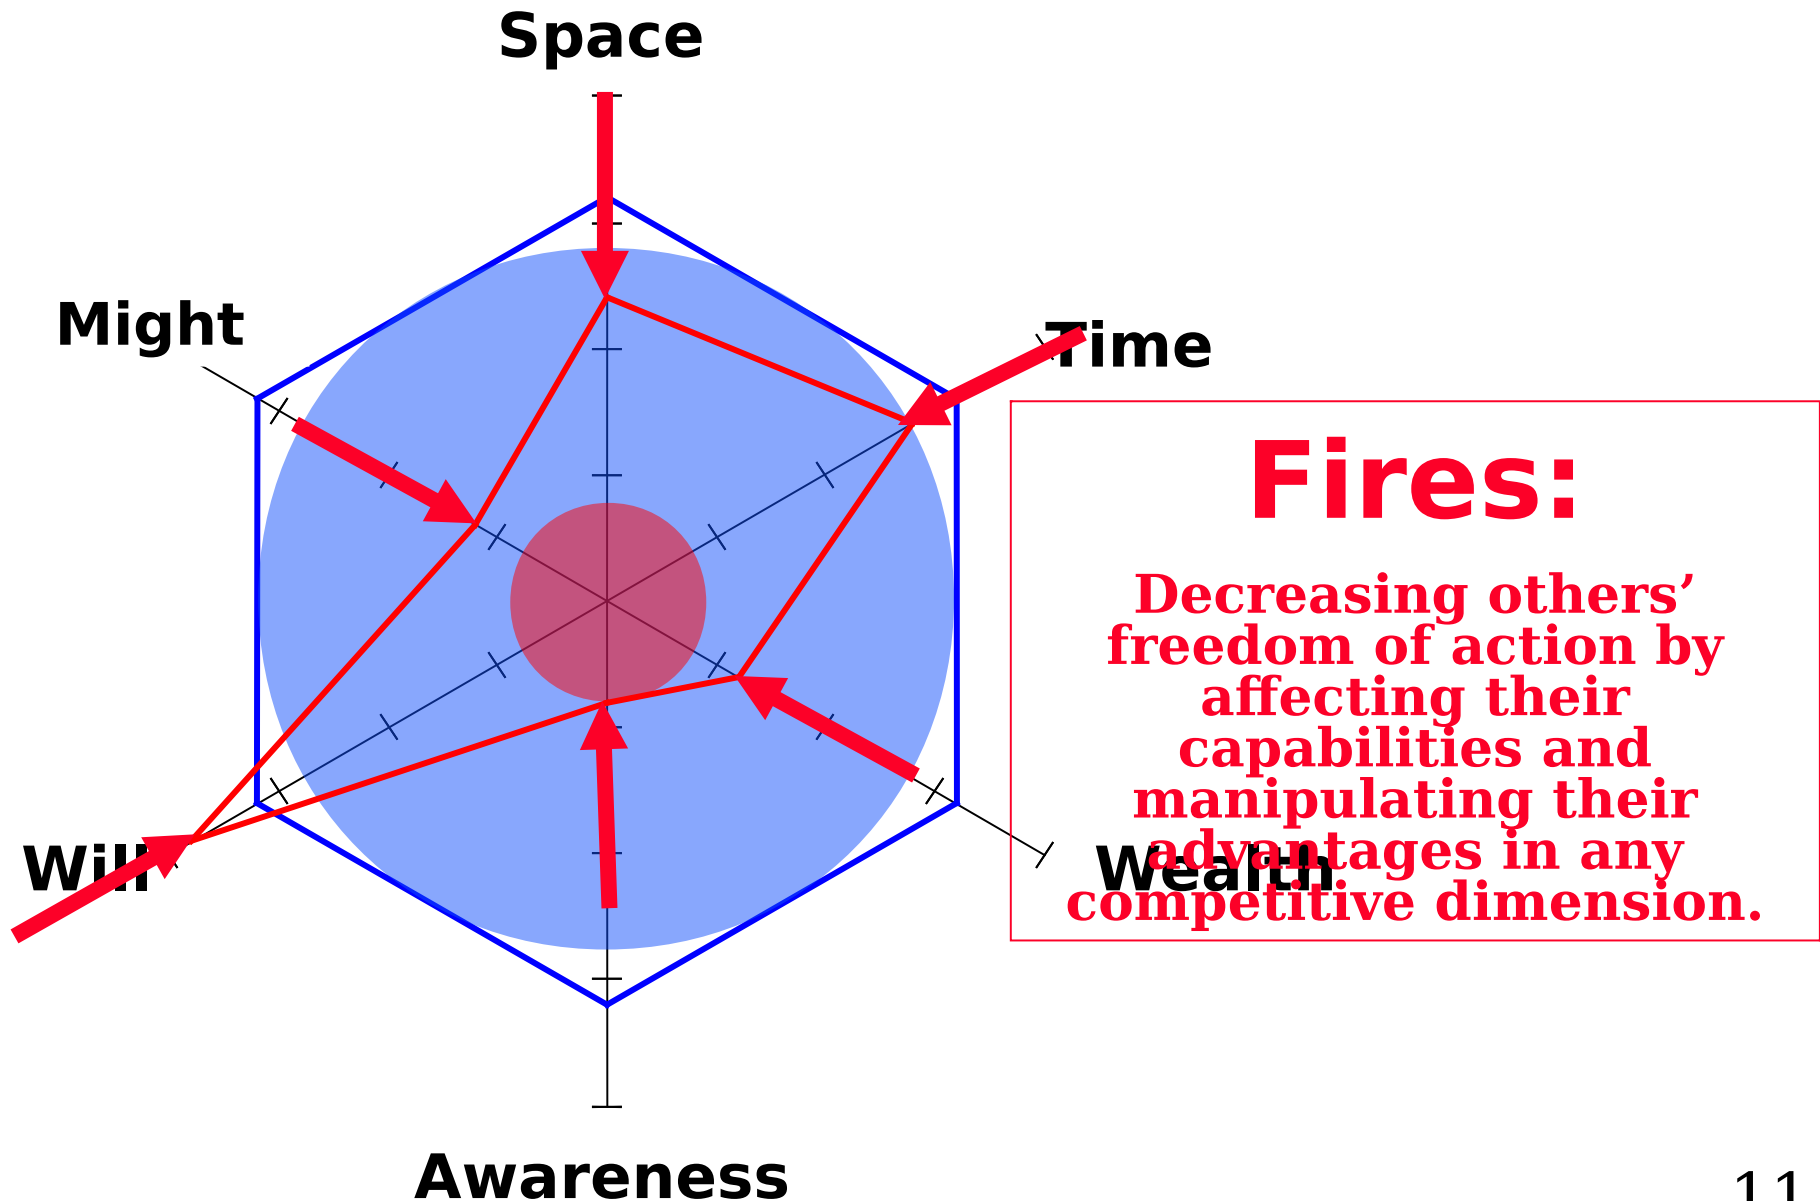 Space
Might
Time
Fires:
Decreasing others’
freedom of action by
affecting their
capabilities and
manipulating their
advantages in any
competitive dimension.
Will
Wealth
Awareness
11